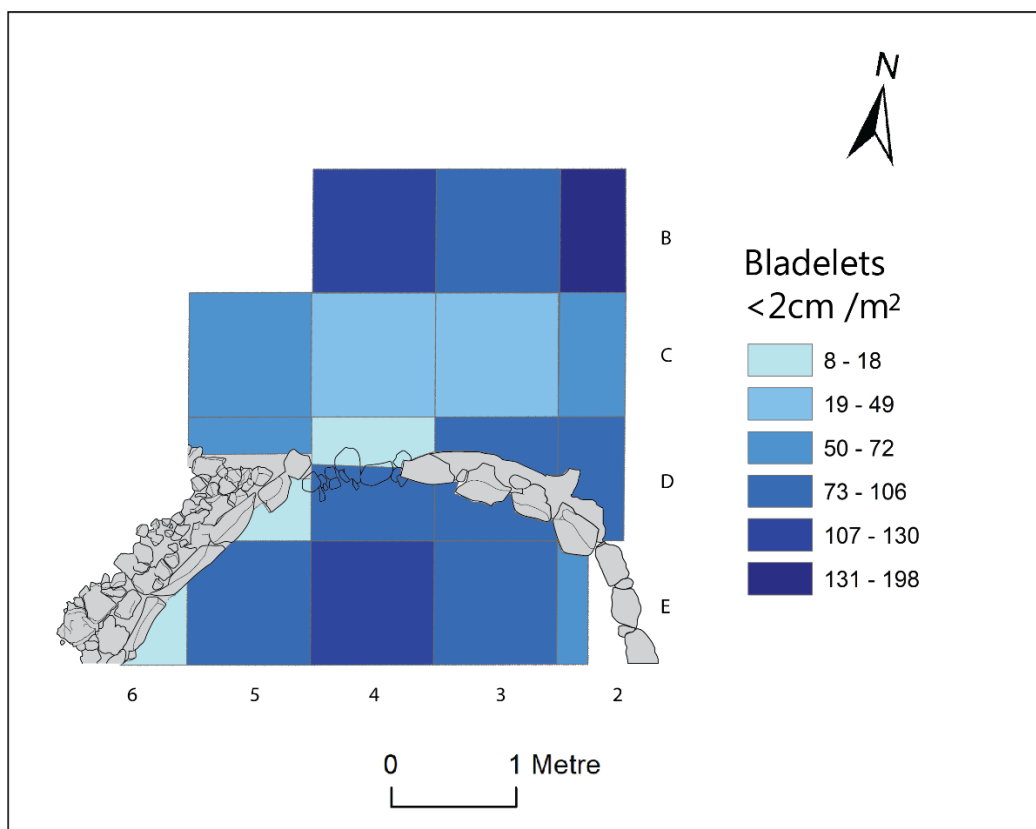 N
B
C
D
E
6 5 4 3 2
Bladelets
<2cm /m²
8 - 18
19 - 49
50 - 72
73 - 106
107 - 130
131 - 198
0 1 Metre